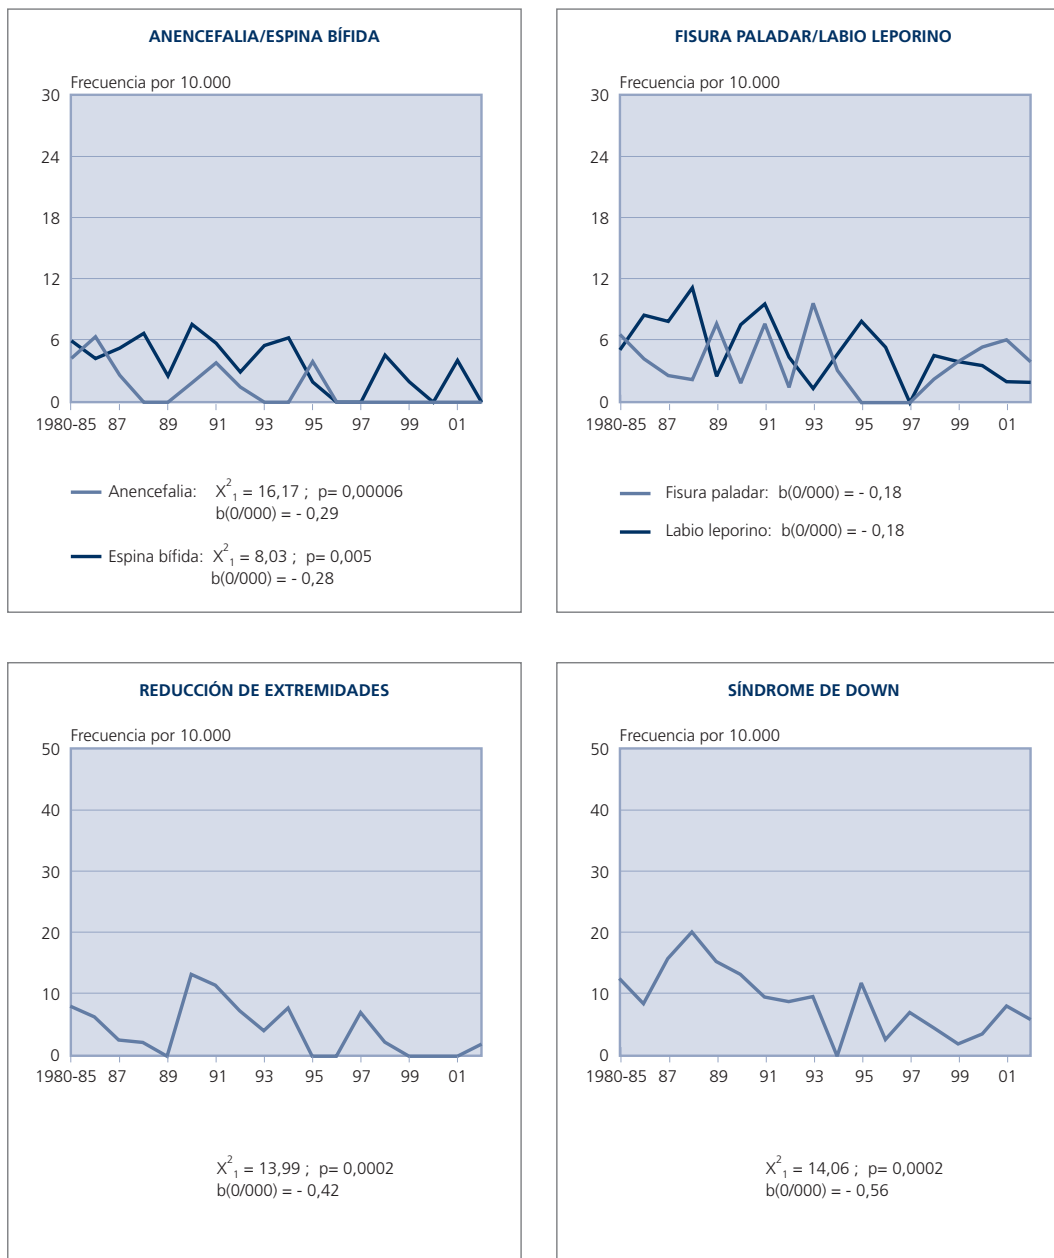 ANENCEFALIA/ESPINA BÍFIDA
Frecuencia por 10.000
30
24
18
12
6
0
1980-85 87 89 91 93 95 97 99 01
Anencefalia: X²₁ = 16,17 ; p= 0,00006
b(0/000) = - 0,29
Espina bífida: X²₁ = 8,03 ; p= 0,005
b(0/000) = - 0,28
FISURA PALADAR/LABIO LEPORINO
Frecuencia por 10.000
30
24
18
12
6
0
1980-85 87 89 91 93 95 97 99 01
Fisura paladar: b(0/000) = - 0,18
Labio leporino: b(0/000) = - 0,18
REDUCCIÓN DE EXTREMIDADES
Frecuencia por 10.000
50
40
30
20
10
0
1980-85 87 89 91 93 95 97 99 01
X²₁ = 13,99 ; p= 0,0002
b(0/000) = - 0,42
SÍNDROME DE DOWN
Frecuencia por 10.000
50
40
30
20
10
0
1980-85 87 89 91 93 95 97 99 01
X²₁ = 14,06 ; p= 0,0002
b(0/000) = - 0,56